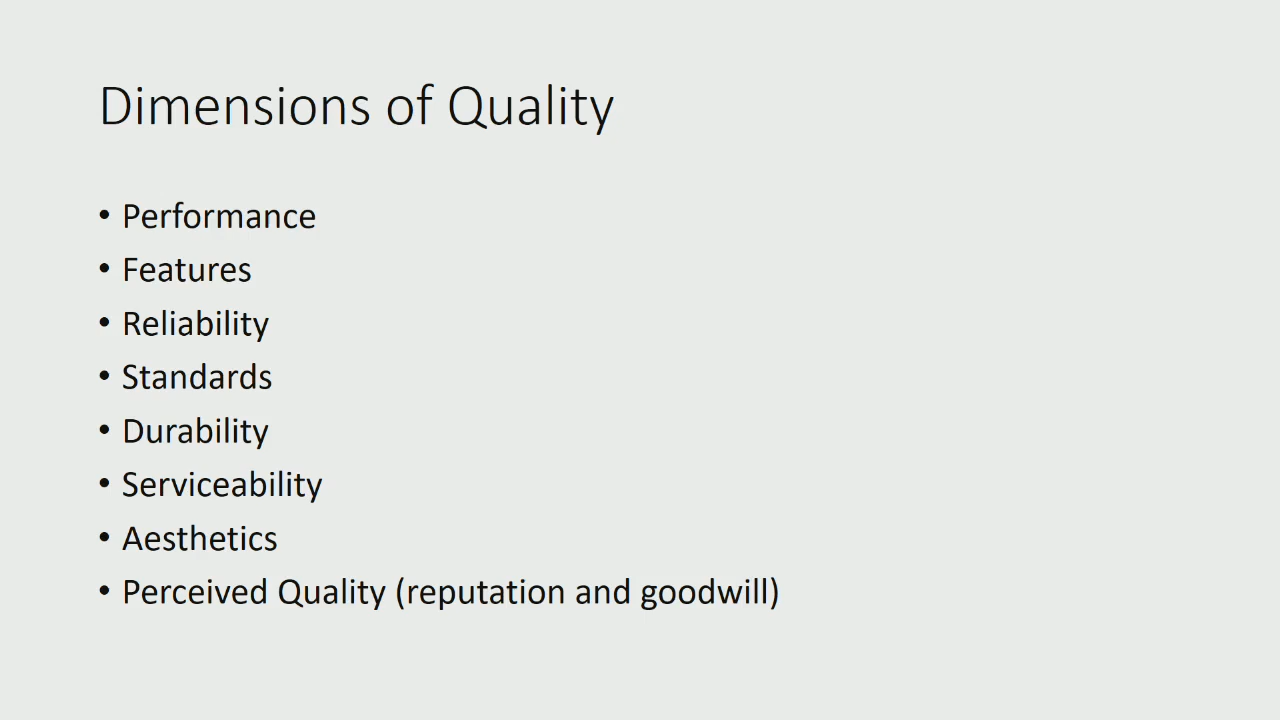 Dimensions of Quality
• Performance
• Features
• Reliability
• Standards
• Durability
• Serviceability
• Aesthetics
• Perceived Quality (reputation and goodwill)